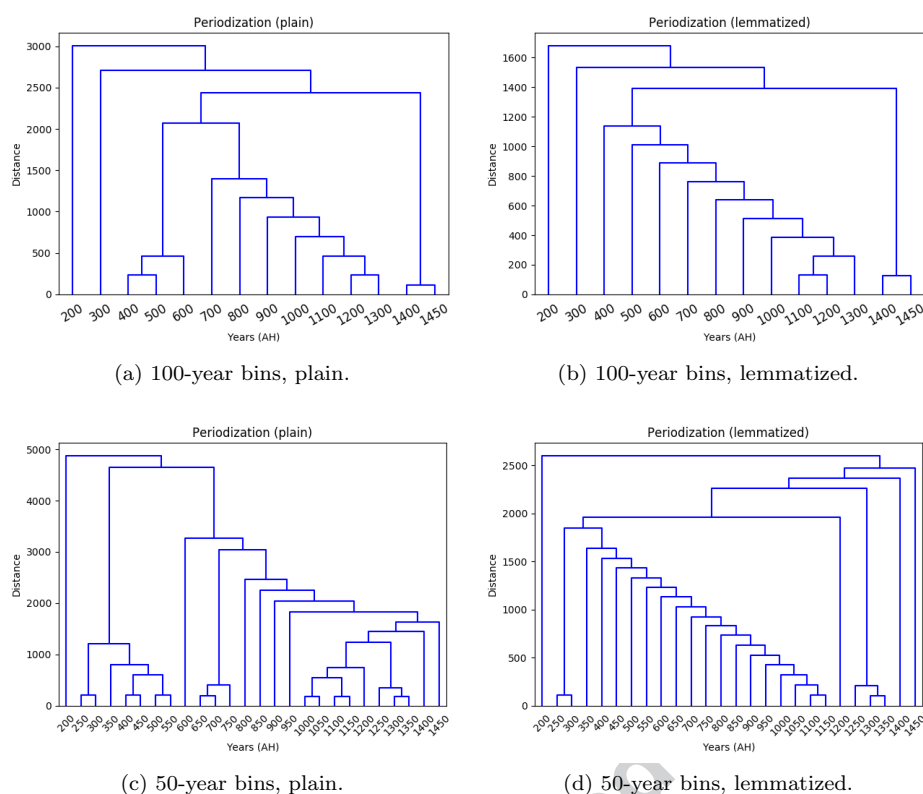 Periodization (plain)
3000
2500
2000
1500
1000
500
0
Distance
200 300 400 500 600 700 800 900 1000 1100 1200 1300 1400 1450
Years (AH)
(a) 100-year bins, plain.
Periodization (lemmatized)
1600
1400
1200
1000
800
600
400
200
0
Distance
200 300 400 500 600 700 800 900 1000 1100 1200 1300 1400 1450
Years (AH)
(b) 100-year bins, lemmatized.
Periodization (plain)
5000
4000
3000
2000
1000
0
Distance
200 250 300 350 400 450 500 550 600 650 700 750 800 850 900 950 1000 1050 1100 1150 1200 1250 1300 1350 1400 1450
Years (AH)
(c) 50-year bins, plain.
Periodization (lemmatized)
2500
2000
1500
1000
500
0
Distance
200 250 300 350 400 450 500 550 600 650 700 750 800 850 900 950 1000 1050 1100 1150 1200 1250 1300 1350 1400 1450
Years (AH)
(d) 50-year bins, lemmatized.